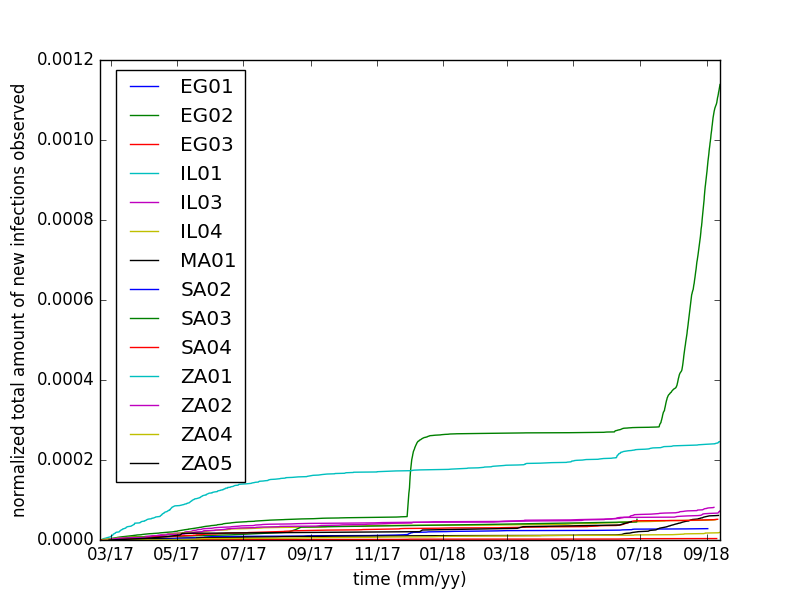 normalized total amount of new infections observed
0.0012
0.0010
0.0008
0.0006
0.0004
0.0002
0.0000
EG01
EG02
EG03
IL01
IL03
IL04
MA01
SA02
SA03
SA04
ZA01
ZA02
ZA04
ZA05
03/17 05/17 07/17 09/17 11/17 01/18 03/18 05/18 07/18 09/18
time (mm/yy)